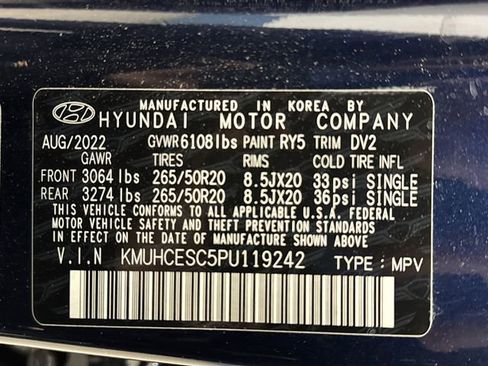 MANUFACTURED IN KOREA BY
HYUNDAI MOTOR COMPANY
AUG/2022 GVWR 6108lbs PAINT RY5 TRIM DV2
GAWR TIRES RIMS COLD TIRE INFL
FRONT 3064lbs 265/50R20 8.5JX20 33psi SINGLE
REAR 3274lbs 265/50R20 8.5JX20 36psi SINGLE
THIS VEHICLE CONFORMS TO ALL APPLICABLE U.S.A. FEDERAL
MOTOR VEHICLE SAFETY, BUMPER, AND THEFT PREVENTION STANDARDS
IN EFFECT ON THE DATE OF MANUFACTURE SHOWN ABOVE.
V.I.N KMUHCESC5PU119242 TYPE: MPV